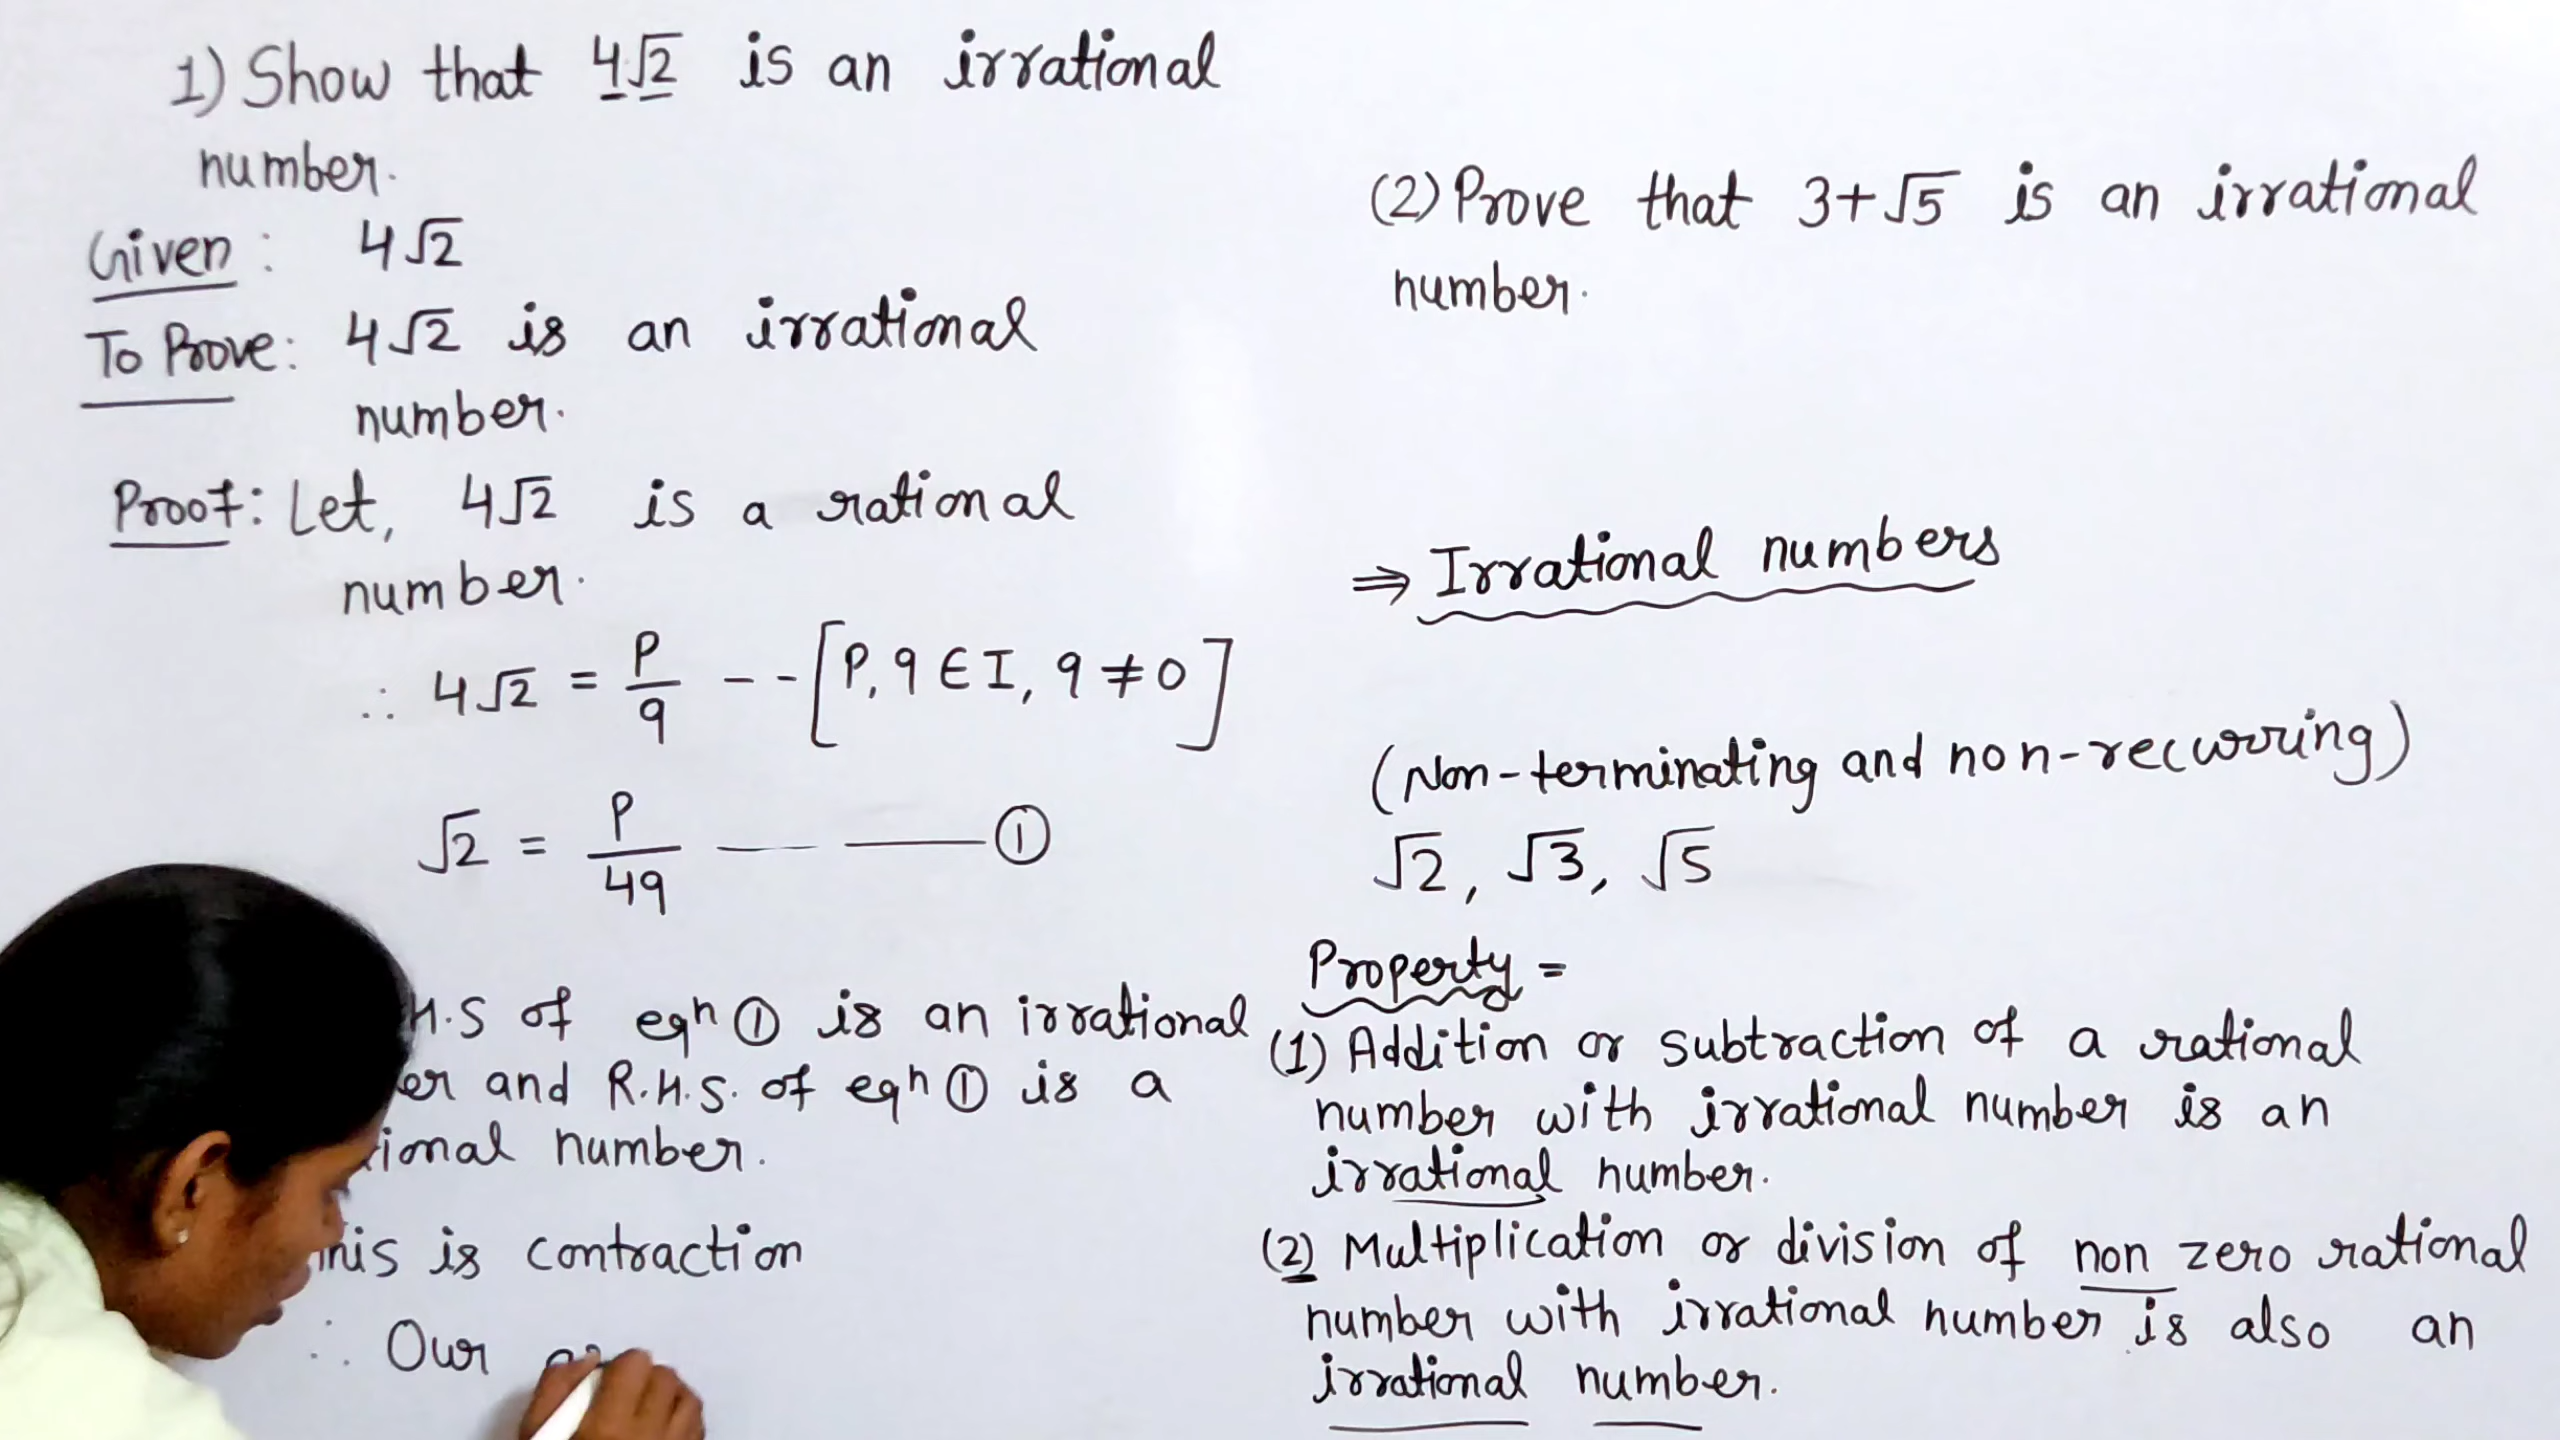 1) Show that 4√2 is an irrational
number.
Given : 4√2
To Prove: 4√2 is an irrational
number.
Proof: Let, 4√2 is a rational
number.
∴ 4√2 = p/q -- [p, q ∈ I, q ≠ 0]
√2 = p/4q —— ①
H.S of eqn ① is an irrational
er and R.H.S. of eqn ① is a
ional number.
is contraction
∴ Our
(2) Prove that 3+√5 is an irrational
number.
⇒ Irrational numbers
(Non-terminating and non-recurring)
√2, √3, √5
Property =
(1) Addition or subtraction of a rational
number with irrational number is an
irrational number.
(2) Multiplication or division of non zero rational
number with irrational number is also an
irrational number.